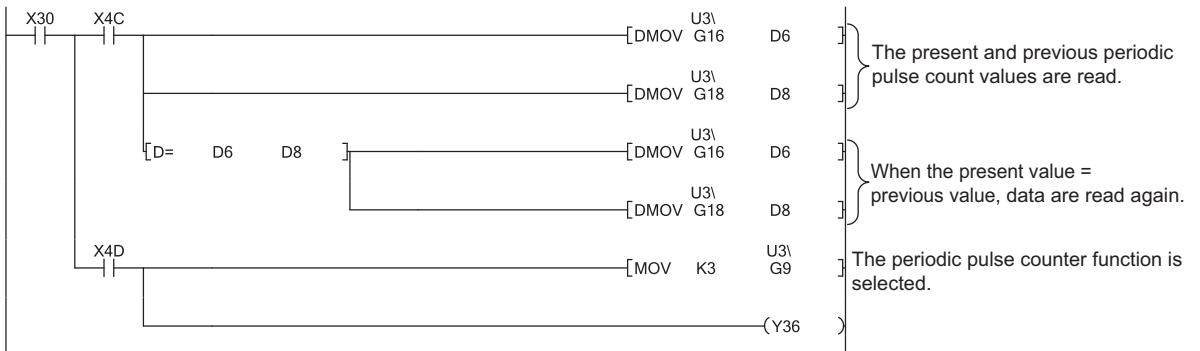 X30 X4C U3\
[DMOV G16 D6 ]
The present and previous periodic
pulse count values are read.
U3\
[DMOV G18 D8 ]
U3\
[D= D6 D8 ] [DMOV G16 D6 ]
When the present value =
previous value, data are read again.
U3\
[DMOV G18 D8 ]
X4D U3\
[MOV K3 G9 ]
The periodic pulse counter function is
selected.
(Y36 )